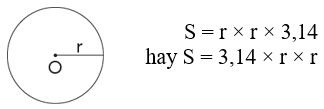 r
O
S = r × r × 3,14
hay S = 3,14 × r × r